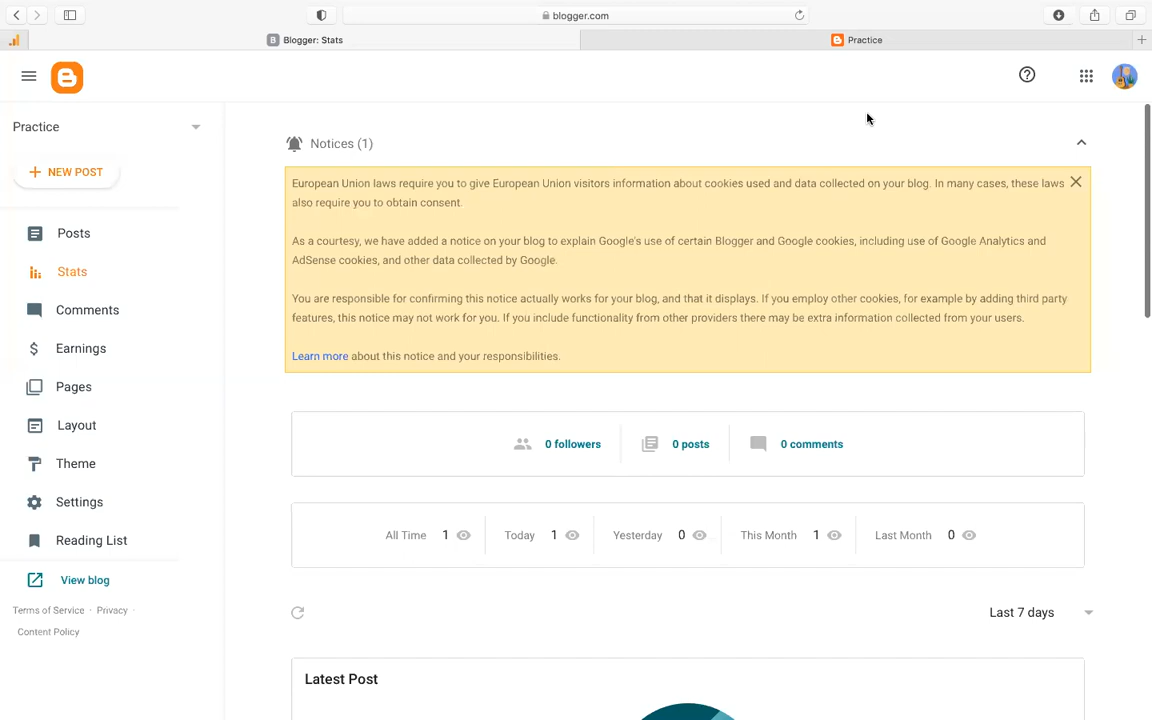 blogger.com
Blogger: Stats
Practice
Practice
NEW POST
Posts
Stats
Comments
Earnings
Pages
Layout
Theme
Settings
Reading List
View blog
Terms of Service · Privacy ·
Content Policy
Notices (1)
European Union laws require you to give European Union visitors information about cookies used and data collected on your blog. In many cases, these laws
also require you to obtain consent.
As a courtesy, we have added a notice on your blog to explain Google's use of certain Blogger and Google cookies, including use of Google Analytics and
AdSense cookies, and other data collected by Google.
You are responsible for confirming this notice actually works for your blog, and that it displays. If you employ other cookies, for example by adding third party
features, this notice may not work for you. If you include functionality from other providers there may be extra information collected from your users.
Learn more about this notice and your responsibilities.
0 followers 0 posts 0 comments
All Time 1 Today 1 Yesterday 0 This Month 1 Last Month 0
Last 7 days
Latest Post